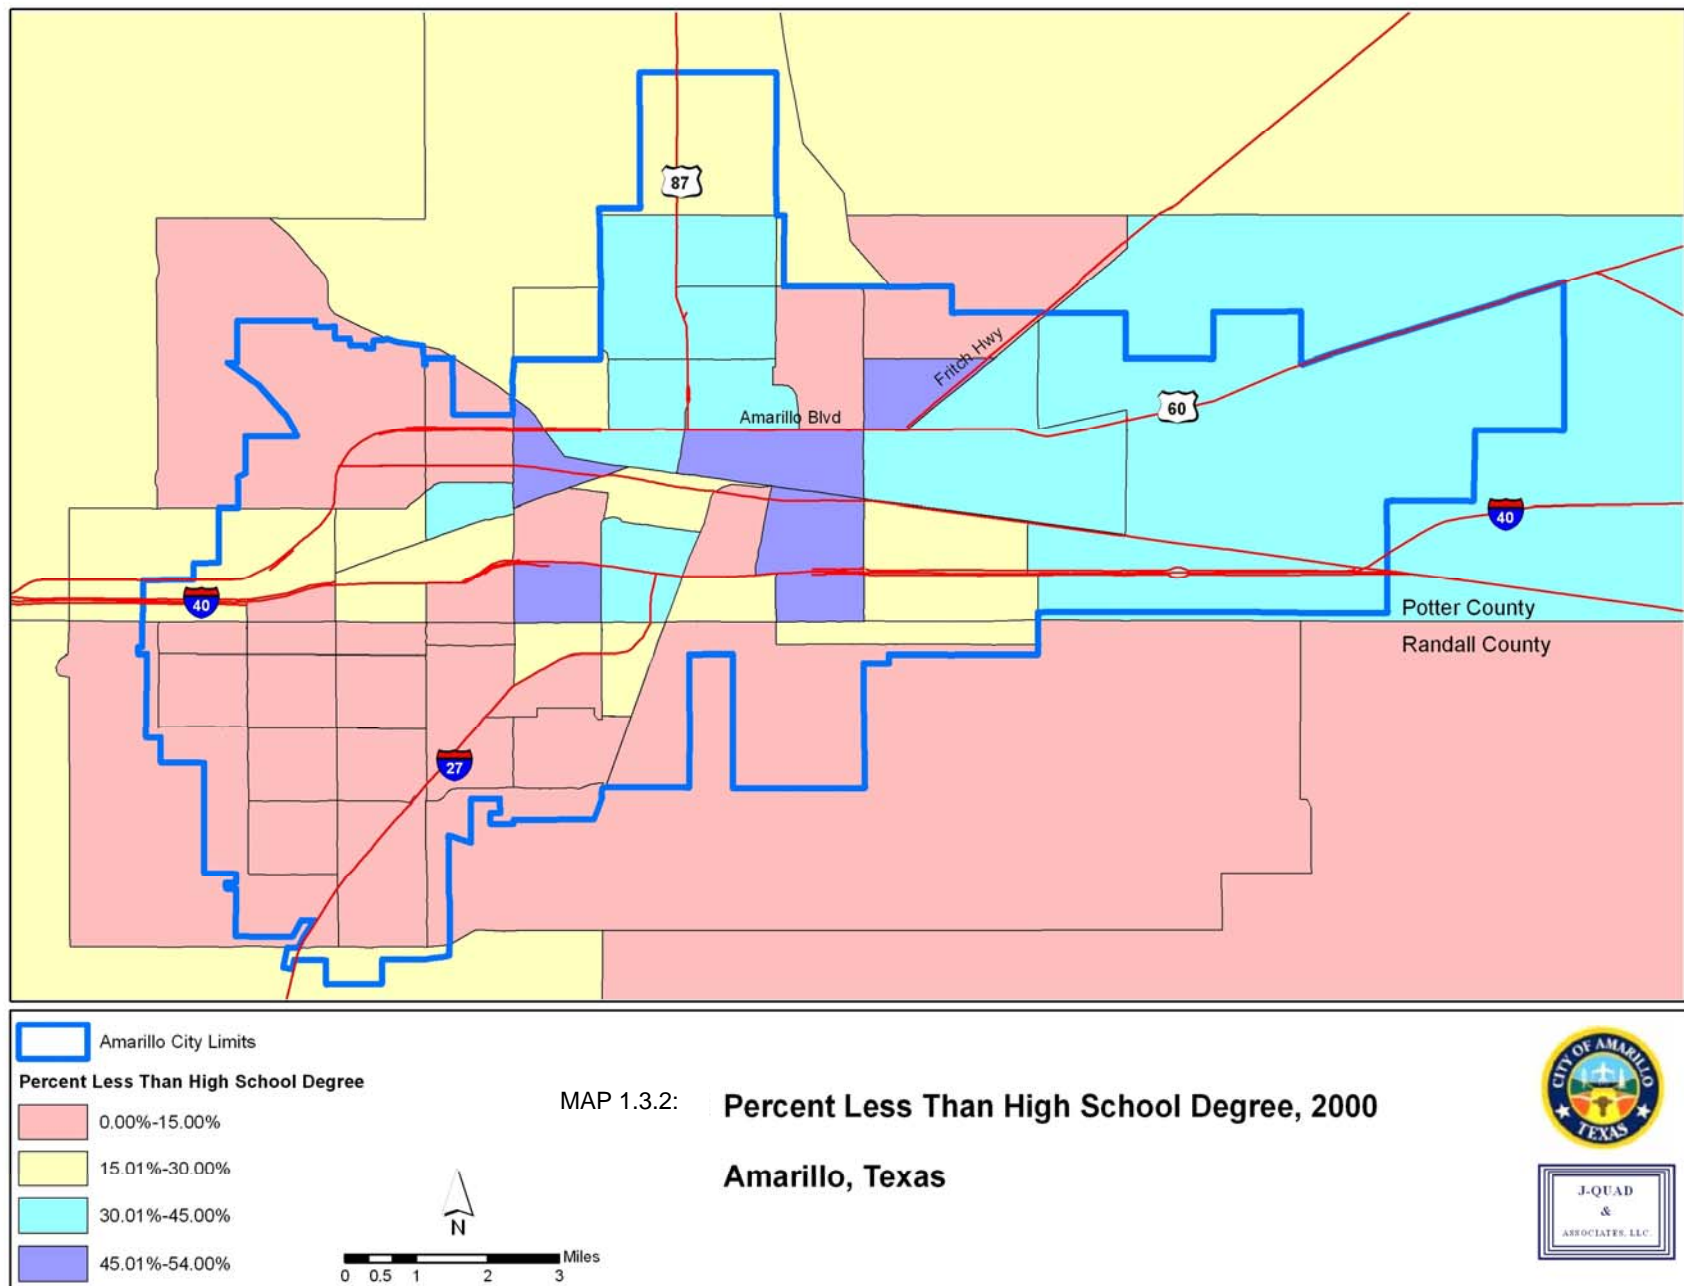 87
Fritch Hwy
Amarillo Blvd
60
40
40
Potter County
Randall County
27
Amarillo City Limits
Percent Less Than High School Degree
0.00%-15.00%
15.01%-30.00%
30.01%-45.00%
45.01%-54.00%
N
Miles
0 0.5 1 2 3
MAP 1.3.2: Percent Less Than High School Degree, 2000
Amarillo, Texas
CITY OF AMARILLO
TEXAS
J-QUAD
&
ASSOCIATES, LLC.